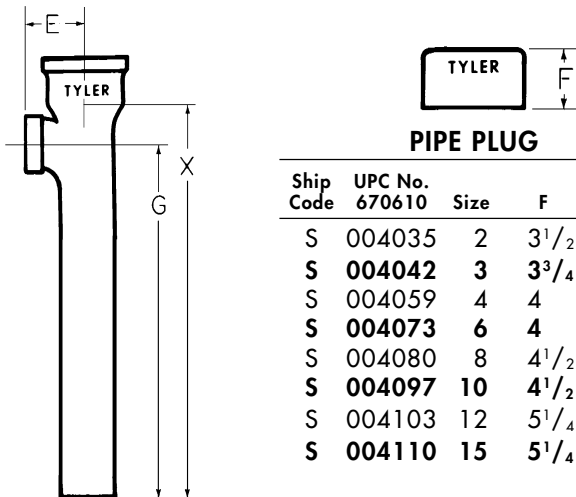 E
TYLER
X
G
TYLER
F
PIPE PLUG
Ship Code UPC No. 670610 Size F
S 004035 2 3 1/2
S 004042 3 3 3/4
S 004059 4 4
S 004073 6 4
S 004080 8 4 1/2
S 004097 10 4 1/2
S 004103 12 5 1/4
S 004110 15 5 1/4